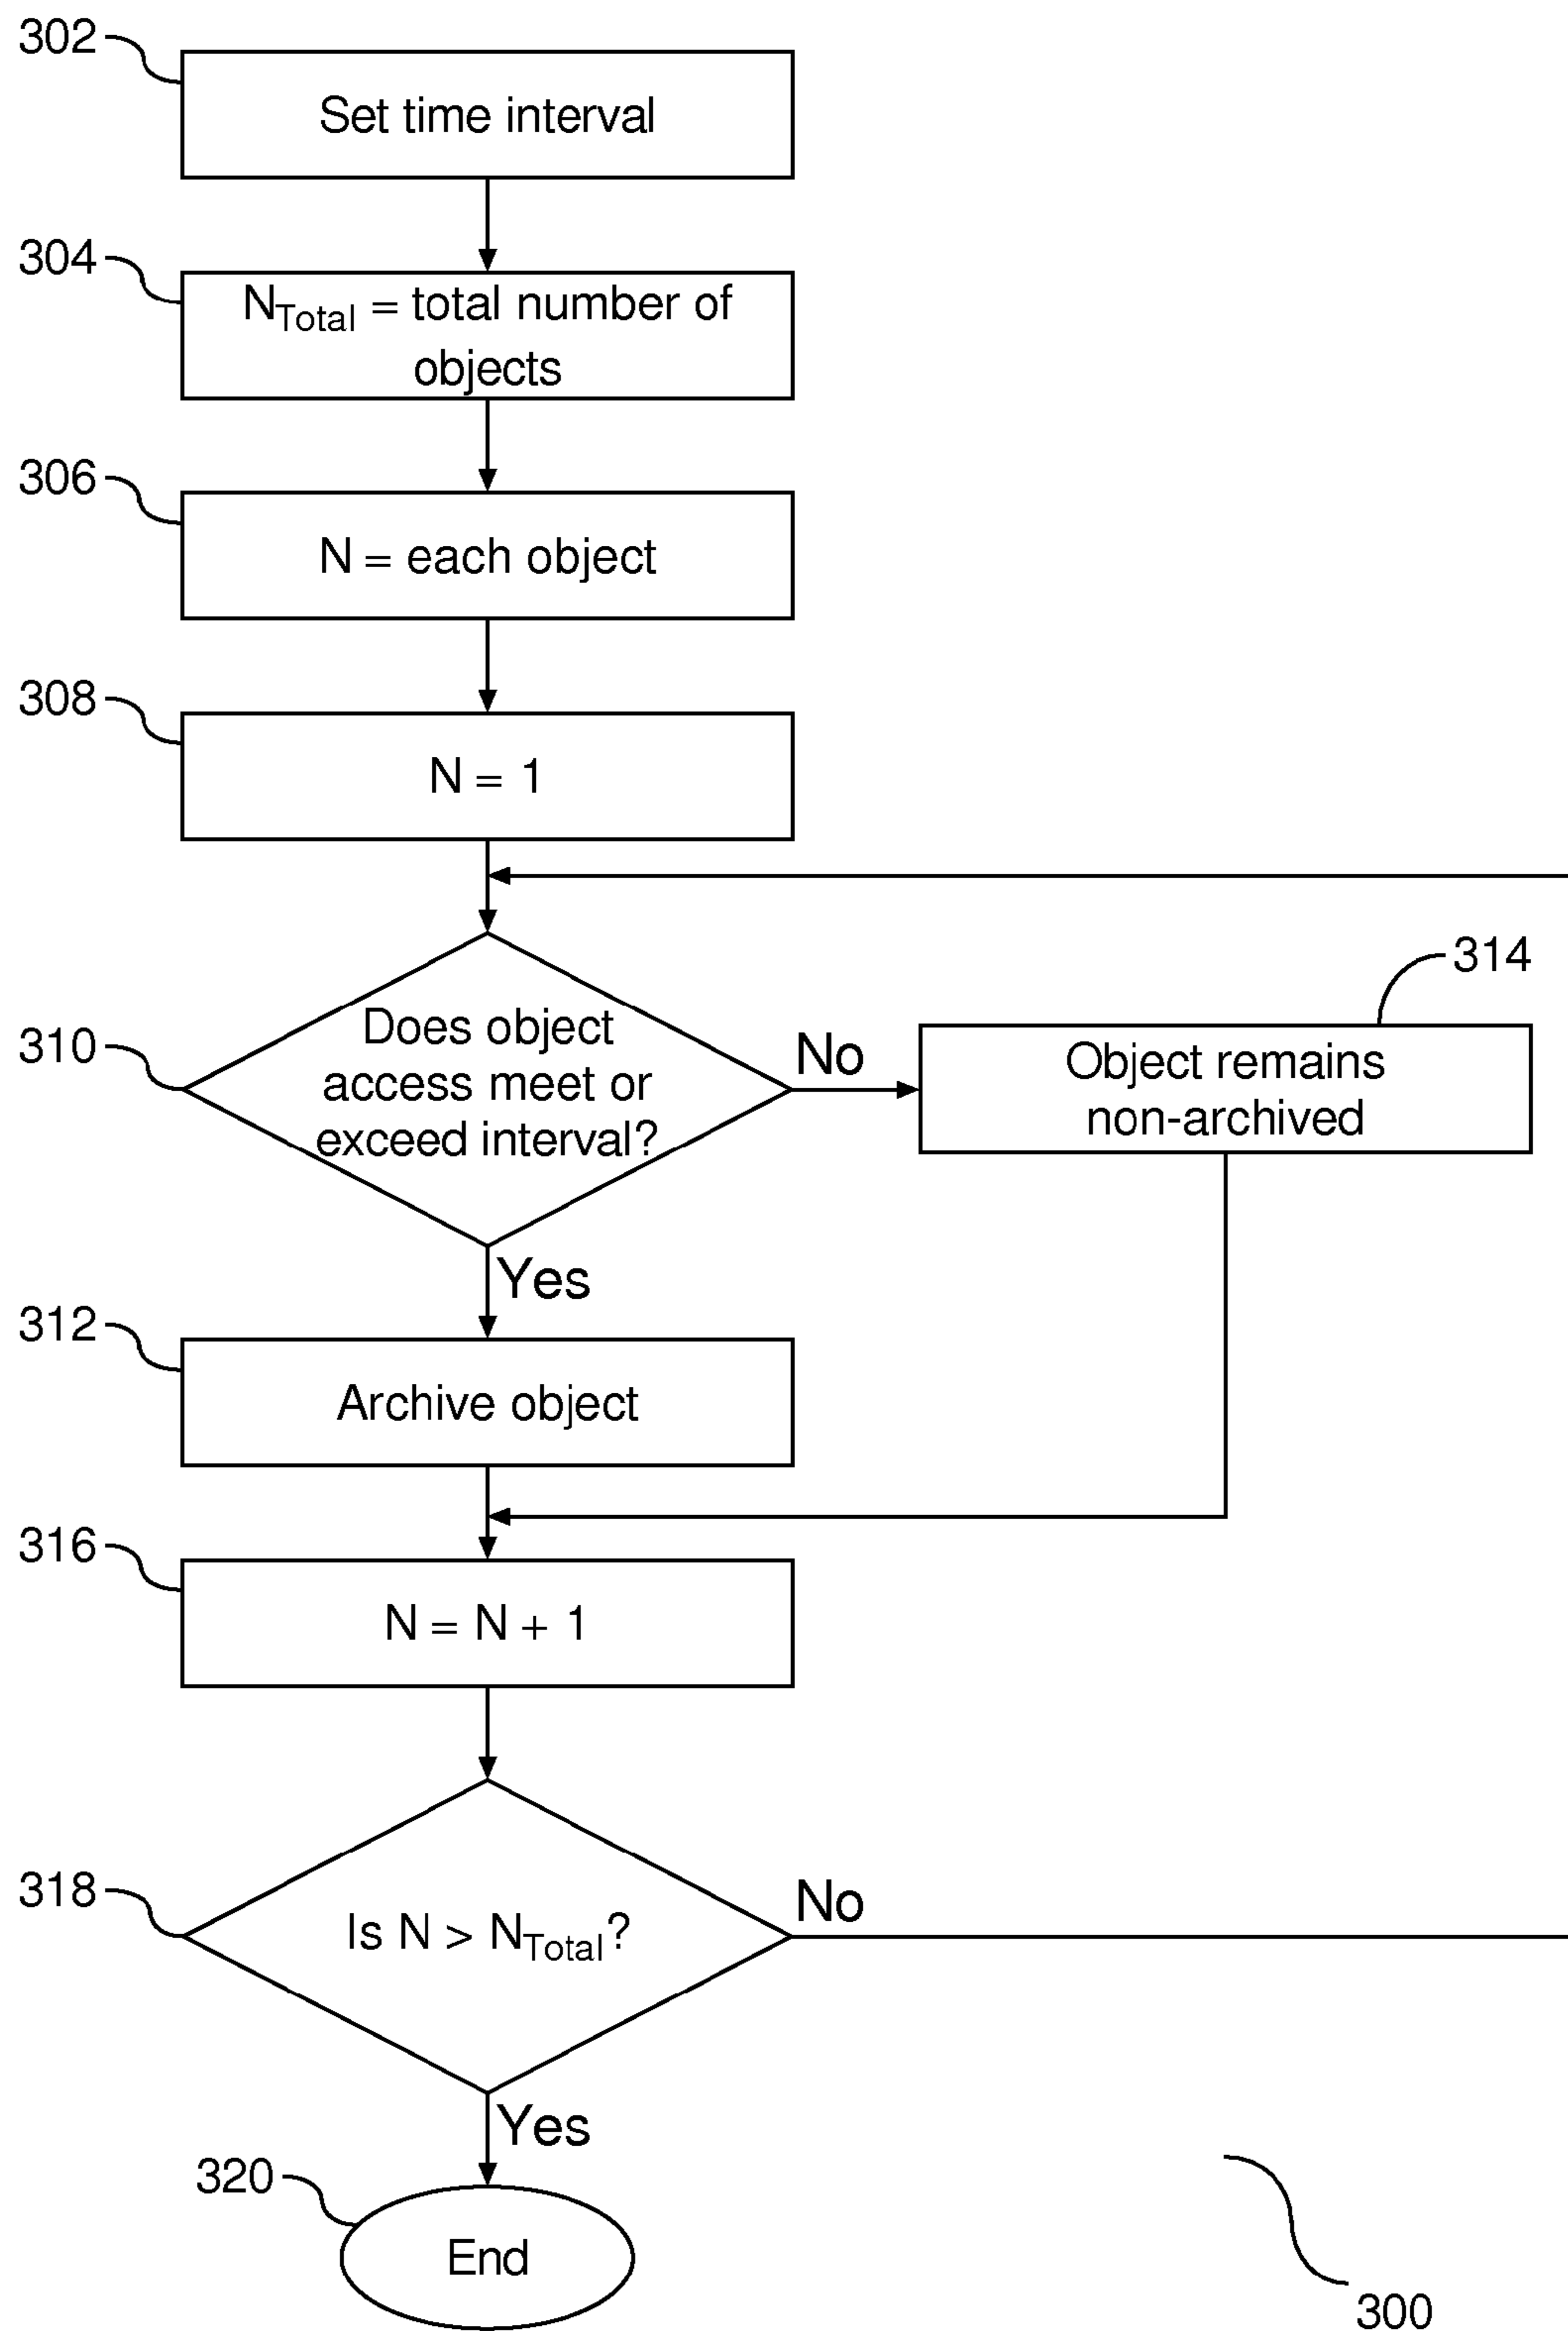 302
Set time interval
304
N_Total = total number of
objects
306
N = each object
308
N = 1
314
310
Does object
access meet or
exceed interval?
No
Object remains
non-archived
Yes
312
Archive object
316
N = N + 1
318
Is N > N_Total?
No
Yes
320
End
300